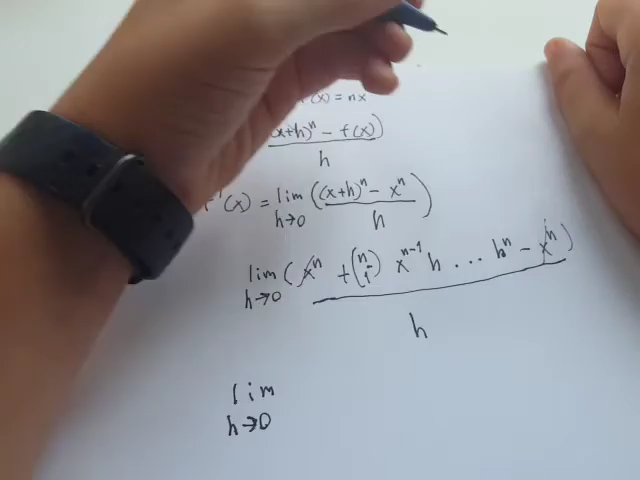 (x) = nx
(x+h)ⁿ − f(x))
h
'(x) = lim h→0 ((x+h)ⁿ − xⁿ / h)
lim h→0 (xⁿ + (n 1) xⁿ⁻¹ h ... hⁿ − xⁿ)
h
lim
h→0